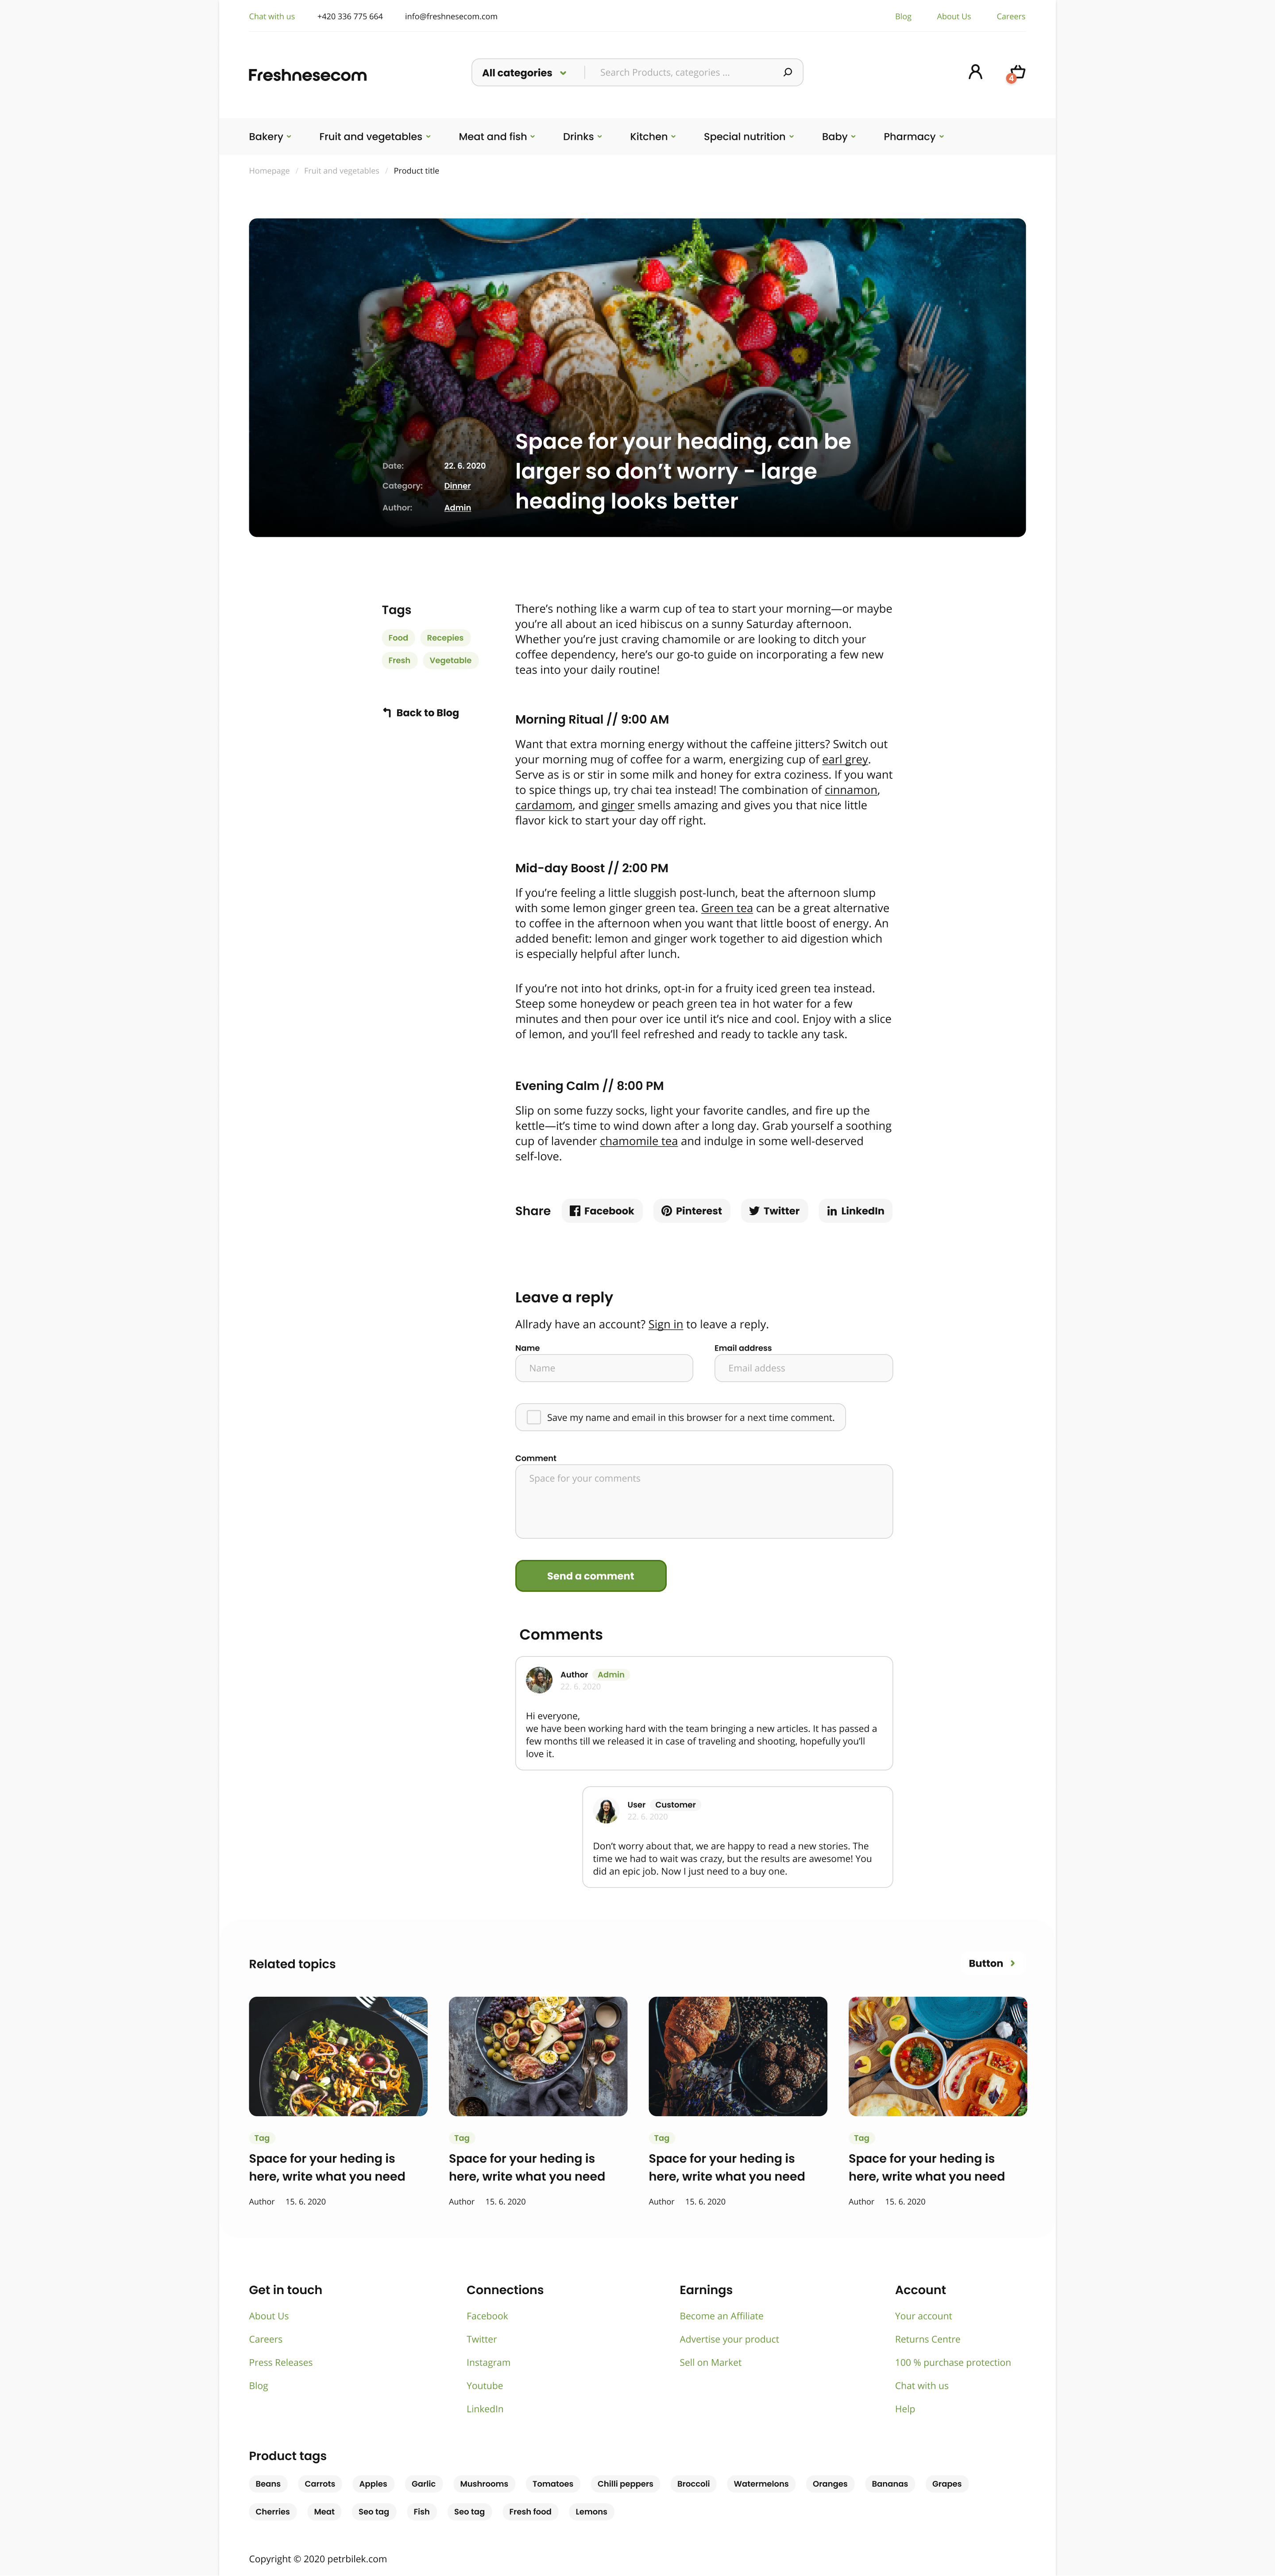 Chat with us +420 336 775 664 info@freshnesecom.com Blog About Us Careers
Freshnesecom All categories Search Products, categories ... 4
Bakery Fruit and vegetables Meat and fish Drinks Kitchen Special nutrition Baby Pharmacy
Homepage / Fruit and vegetables / Product title
Space for your heading, can be
larger so don’t worry - large
heading looks better
Date: 22. 6. 2020
Category: Dinner
Author: Admin
Tags
Food Recepies
Fresh Vegetable
Back to Blog
There’s nothing like a warm cup of tea to start your morning—or maybe
you’re all about an iced hibiscus on a sunny Saturday afternoon.
Whether you’re just craving chamomile or are looking to ditch your
coffee dependency, here’s our go-to guide on incorporating a few new
teas into your daily routine!
Morning Ritual // 9:00 AM
Want that extra morning energy without the caffeine jitters? Switch out
your morning mug of coffee for a warm, energizing cup of earl grey.
Serve as is or stir in some milk and honey for extra coziness. If you want
to spice things up, try chai tea instead! The combination of cinnamon,
cardamom, and ginger smells amazing and gives you that nice little
flavor kick to start your day off right.
Mid-day Boost // 2:00 PM
If you’re feeling a little sluggish post-lunch, beat the afternoon slump
with some lemon ginger green tea. Green tea can be a great alternative
to coffee in the afternoon when you want that little boost of energy. An
added benefit: lemon and ginger work together to aid digestion which
is especially helpful after lunch.
If you’re not into hot drinks, opt-in for a fruity iced green tea instead.
Steep some honeydew or peach green tea in hot water for a few
minutes and then pour over ice until it’s nice and cool. Enjoy with a slice
of lemon, and you’ll feel refreshed and ready to tackle any task.
Evening Calm // 8:00 PM
Slip on some fuzzy socks, light your favorite candles, and fire up the
kettle—it’s time to wind down after a long day. Grab yourself a soothing
cup of lavender chamomile tea and indulge in some well-deserved
self-love.
Share Facebook Pinterest Twitter LinkedIn
Leave a reply
Allrady have an account? Sign in to leave a reply.
Name Email address
Name Email addess
Save my name and email in this browser for a next time comment.
Comment
Space for your comments
Send a comment
Comments
Author Admin
22. 6. 2020
Hi everyone,
we have been working hard with the team bringing a new articles. It has passed a
few months till we released it in case of traveling and shooting, hopefully you’ll
love it.
User Customer
22. 6. 2020
Don’t worry about that, we are happy to read a new stories. The
time we had to wait was crazy, but the results are awesome! You
did an epic job. Now I just need to a buy one.
Related topics Button
Tag Tag Tag Tag
Space for your heding is Space for your heding is Space for your heding is Space for your heding is
here, write what you need here, write what you need here, write what you need here, write what you need
Author 15. 6. 2020 Author 15. 6. 2020 Author 15. 6. 2020 Author 15. 6. 2020
Get in touch Connections Earnings Account
About Us Facebook Become an Affiliate Your account
Careers Twitter Advertise your product Returns Centre
Press Releases Instagram Sell on Market 100 % purchase protection
Blog Youtube Chat with us
LinkedIn Help
Product tags
Beans Carrots Apples Garlic Mushrooms Tomatoes Chilli peppers Broccoli Watermelons Oranges Bananas Grapes
Cherries Meat Seo tag Fish Seo tag Fresh food Lemons
Copyright © 2020 petrbilek.com